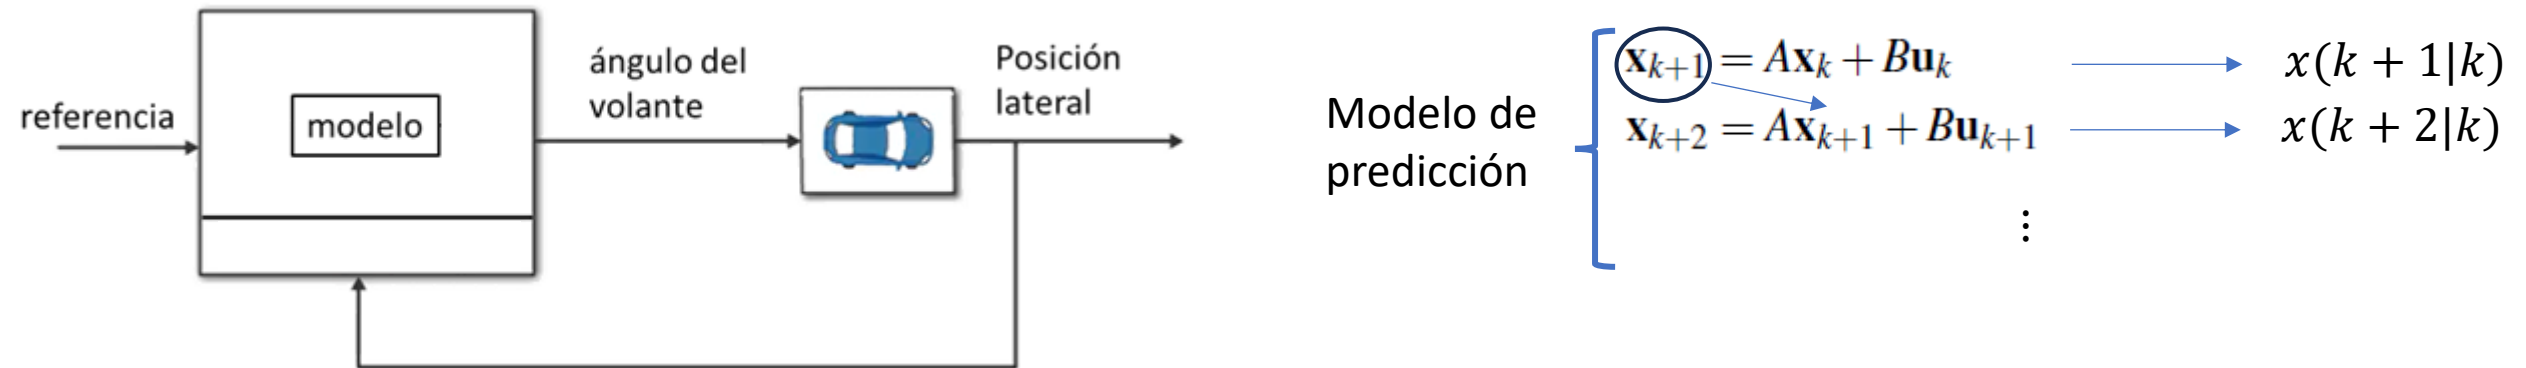 referencia
modelo
ángulo del
volante
Posición
lateral
Modelo de
predicción
𝐱ₖ₊₁ = A𝐱ₖ + B𝐮ₖ
x(k + 1|k)
𝐱ₖ₊₂ = A𝐱ₖ₊₁ + B𝐮ₖ₊₁
x(k + 2|k)
⋮